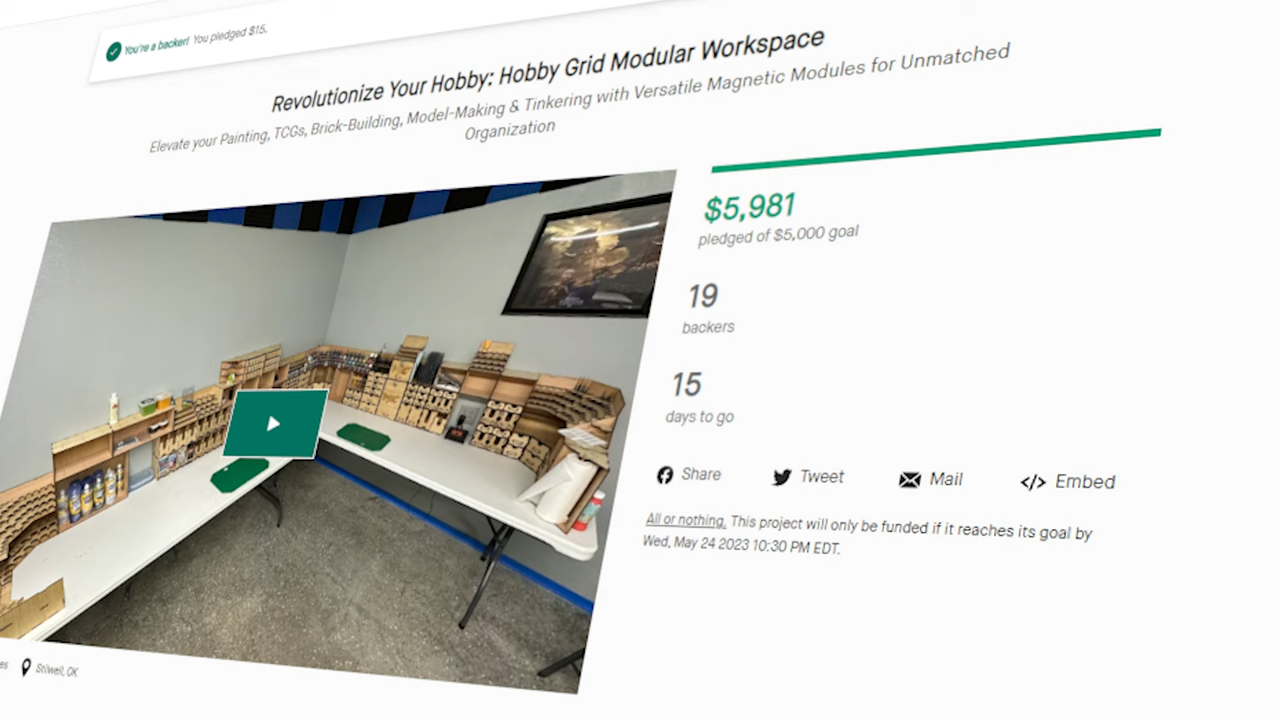 You're a backer! You pledged $15.
Revolutionize Your Hobby: Hobby Grid Modular Workspace
Elevate your Painting, TCGs, Brick-Building, Model-Making & Tinkering with Versatile Magnetic Modules for Unmatched
Organization
$5,981
pledged of $5,000 goal
19
backers
15
days to go
Share Tweet Mail </> Embed
All or nothing. This project will only be funded if it reaches its goal by
Wed, May 24 2023 10:30 PM EDT.
Stilwell, OK